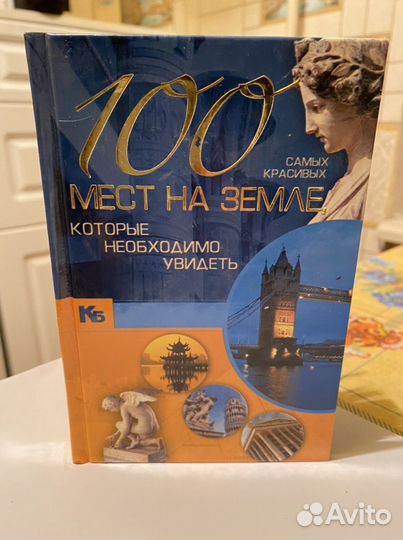 100
САМЫХ
КРАСИВЫХ
МЕСТ НА ЗЕМЛЕ,
КОТОРЫЕ
НЕОБХОДИМО
УВИДЕТЬ
КБ
Avito